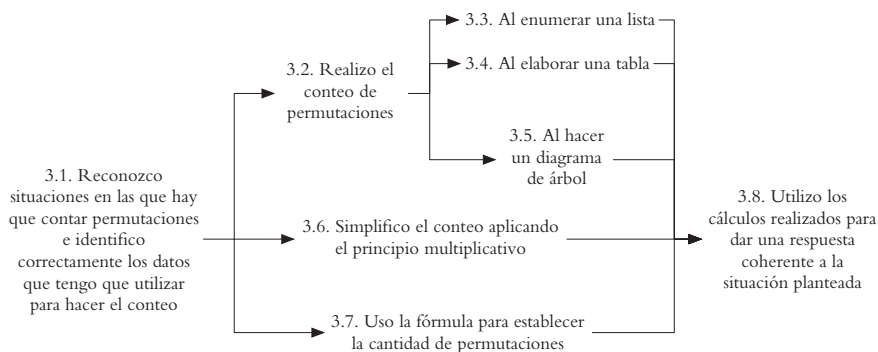 3.1. Reconozco
situaciones en las que hay
que contar permutaciones
e identifico
correctamente los datos
que tengo que utilizar
para hacer el conteo
3.2. Realizo el
conteo de
permutaciones
3.3. Al enumerar una lista
3.4. Al elaborar una tabla
3.5. Al hacer
un diagrama
de árbol
3.6. Simplifico el conteo aplicando
el principio multiplicativo
3.7. Uso la fórmula para establecer
la cantidad de permutaciones
3.8. Utilizo los
cálculos realizados para
dar una respuesta
coherente a la
situación planteada